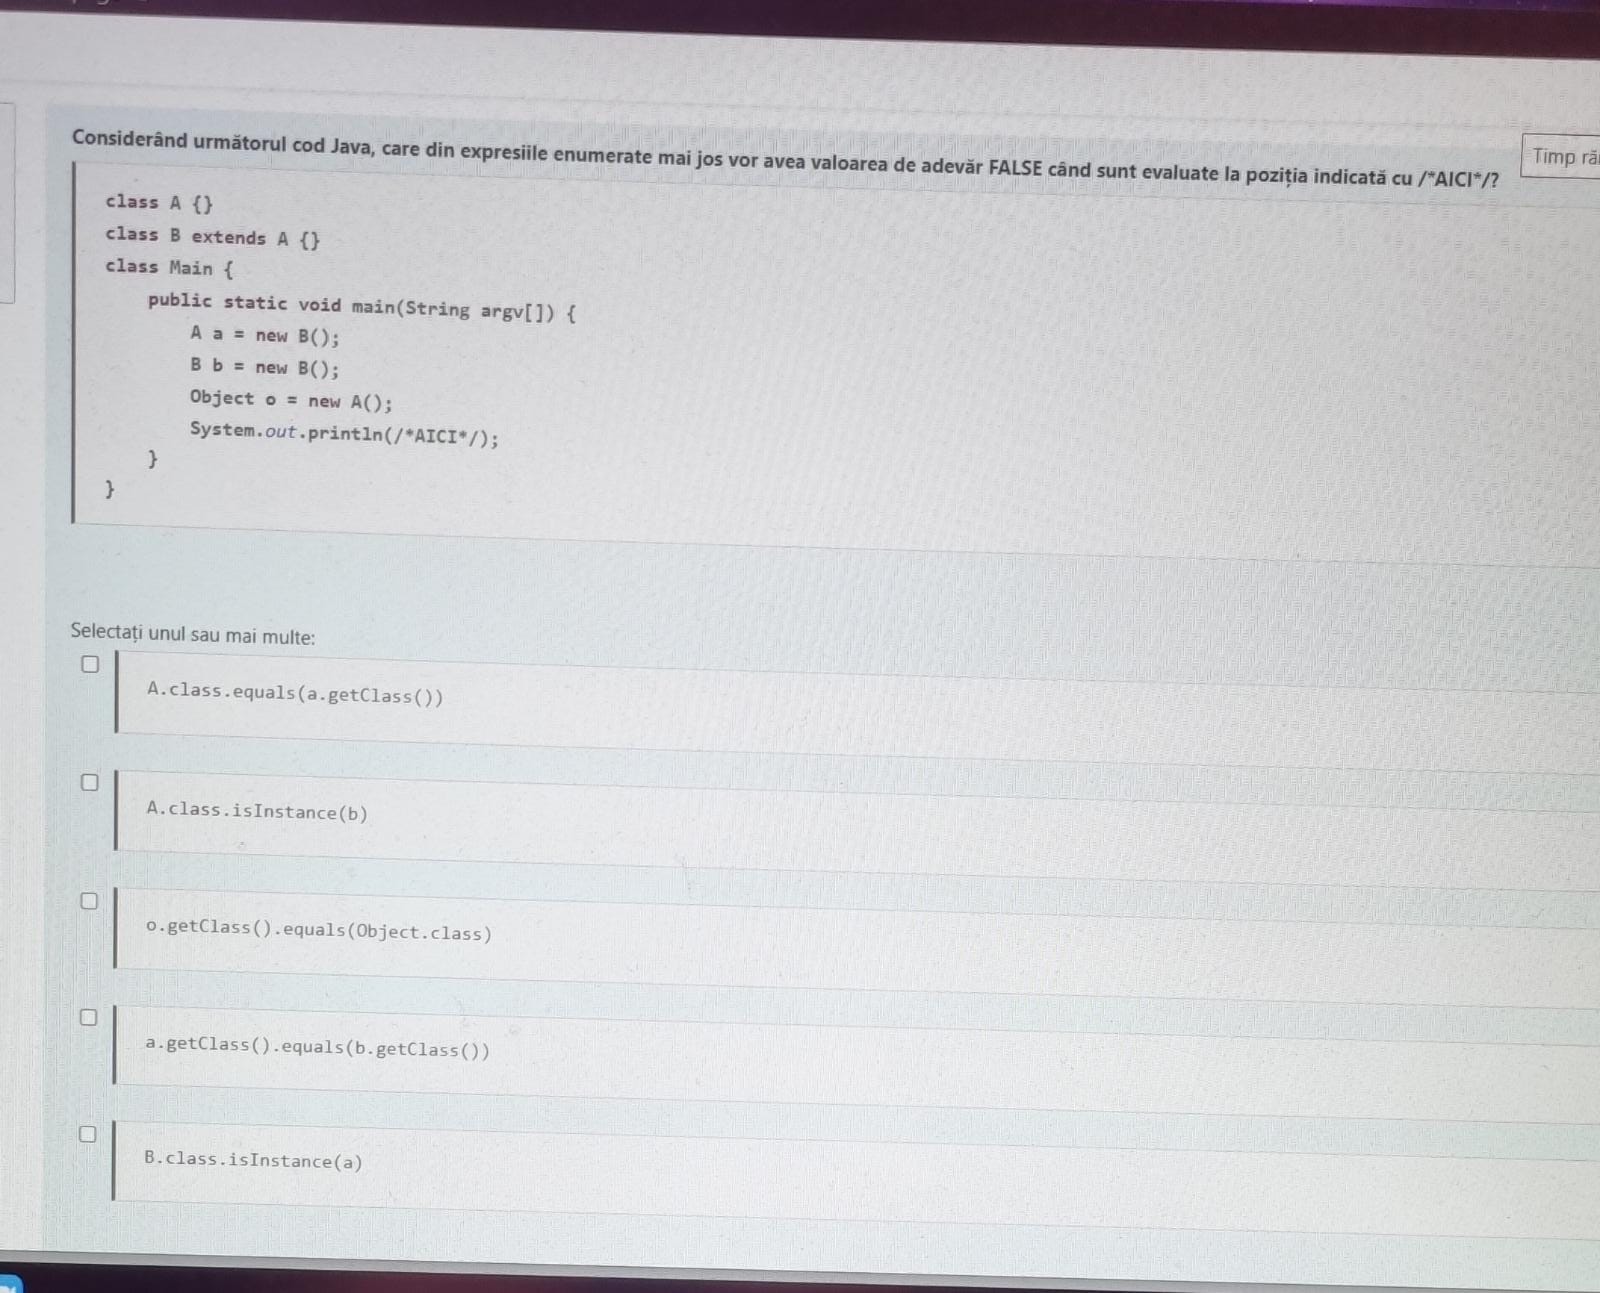 Considerând următorul cod Java, care din expresiile enumerate mai jos vor avea valoarea de adevăr FALSE când sunt evaluate la poziția indicată cu /*AICI*/?
Timp
class A {}
class B extends A {}
class Main {
public static void main(String argv[]) {
A a = new B();
B b = new B();
Object o = new A();
System.out.println(/*AICI*/);
}
}
Selectați unul sau mai multe:
A.class.equals(a.getClass())
A.class.isInstance(b)
o.getClass().equals(Object.class)
a.getClass().equals(b.getClass())
B.class.isInstance(a)